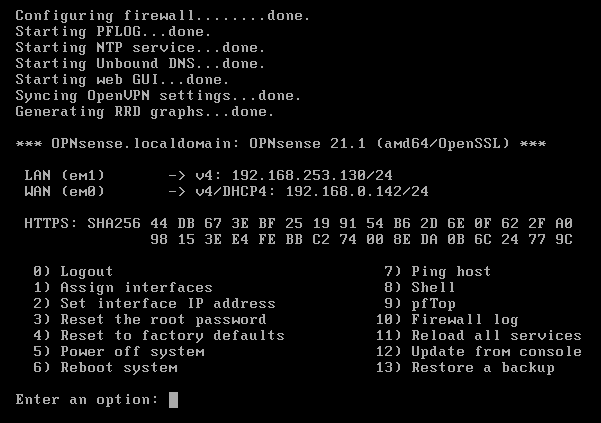 Configuring firewall........done.
Starting PFLOG...done.
Starting NTP service...done.
Starting Unbound DNS...done.
Starting web GUI...done.
Syncing OpenVPN settings...done.
Generating RRD graphs...done.
*** OPNsense.localdomain: OPNsense 21.1 (amd64/OpenSSL) ***
LAN (em1) -> v4: 192.168.253.130/24
WAN (em0) -> v4/DHCP4: 192.168.0.142/24
HTTPS: SHA256 44 DB 67 3E BF 25 19 91 54 B6 2D 6E 0F 62 2F A0
98 15 3E E4 FE BB C2 74 00 8E DA 0B 6C 24 77 9C
0) Logout 7) Ping host
1) Assign interfaces 8) Shell
2) Set interface IP address 9) pfTop
3) Reset the root password 10) Firewall log
4) Reset to factory defaults 11) Reload all services
5) Power off system 12) Update from console
6) Reboot system 13) Restore a backup
Enter an option: